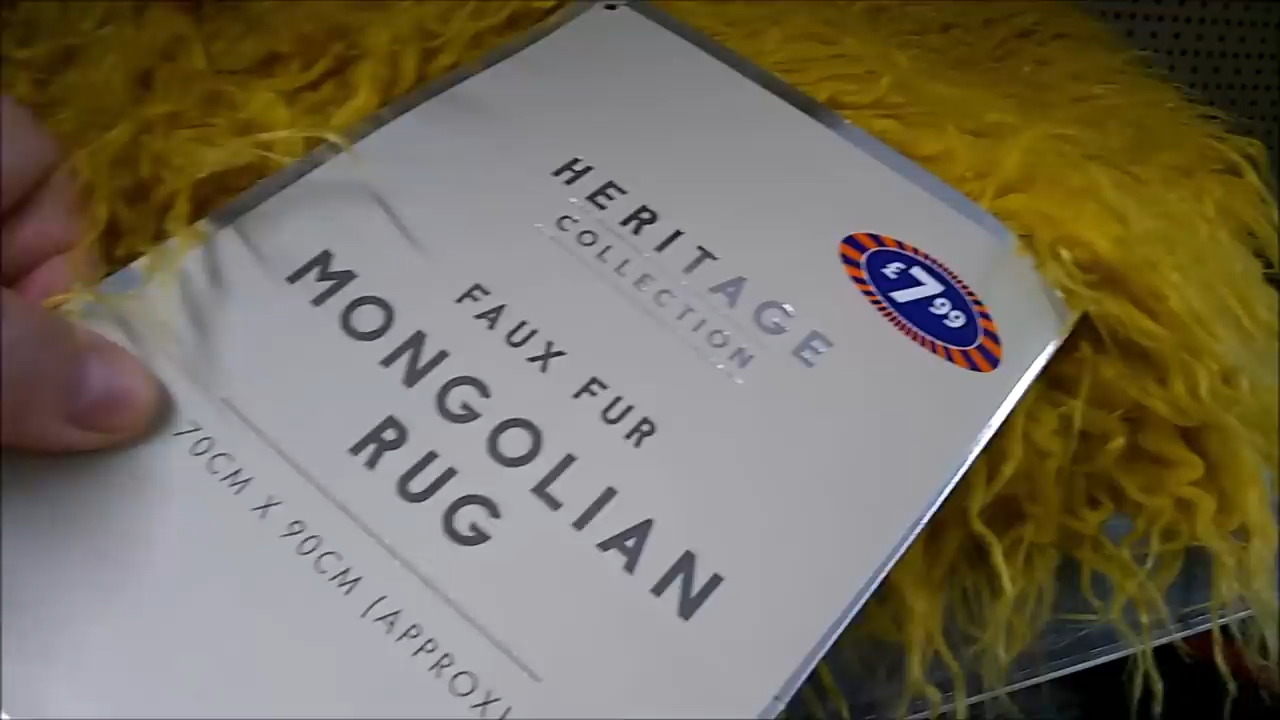 HERITAGE
COLLECTION
£7.99
FAUX FUR
MONGOLIAN
RUG
70CM X 90CM (APPROX)